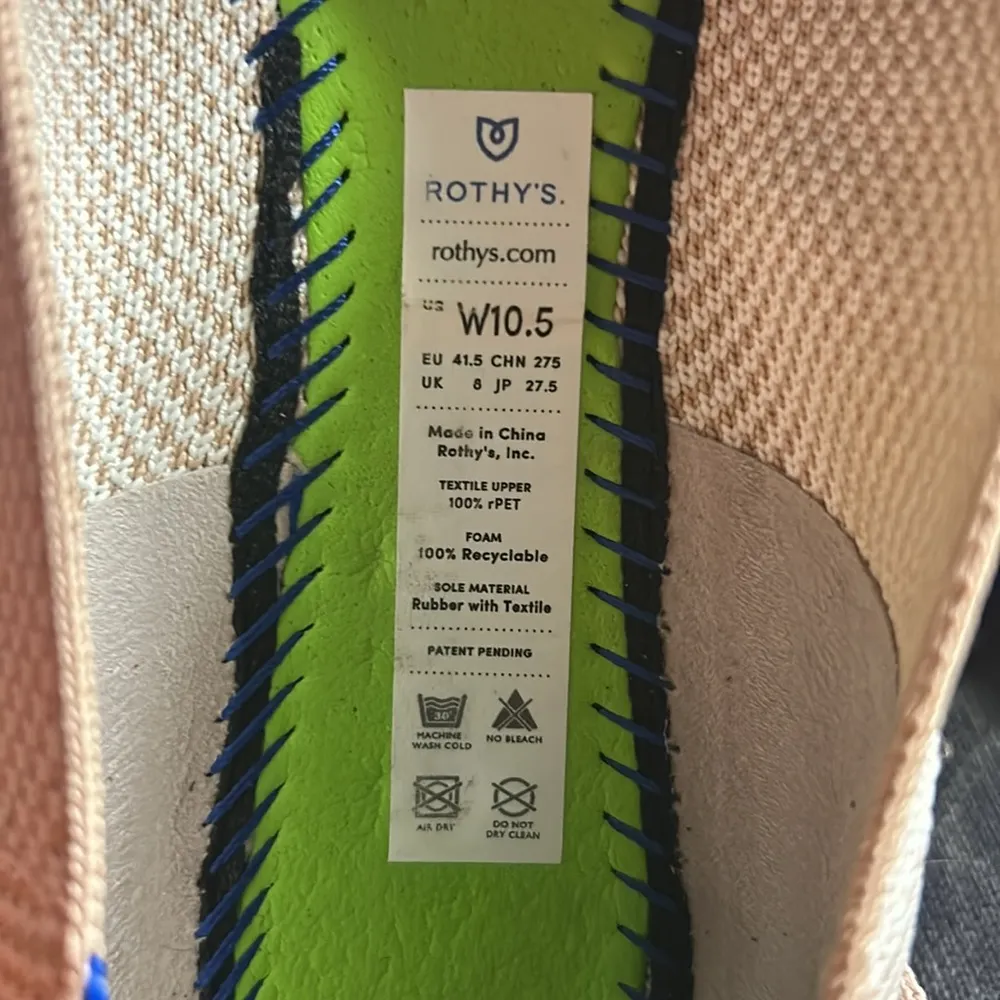 ROTHY'S.
rothys.com
US W10.5
EU 41.5 CHN 275
UK 8 JP 27.5
Made in China
Rothy's, Inc.
TEXTILE UPPER
100% rPET
FOAM
100% Recyclable
SOLE MATERIAL
Rubber with Textile
PATENT PENDING
30°
MACHINE WASH COLD
NO BLEACH
AIR DRY
DO NOT DRY CLEAN